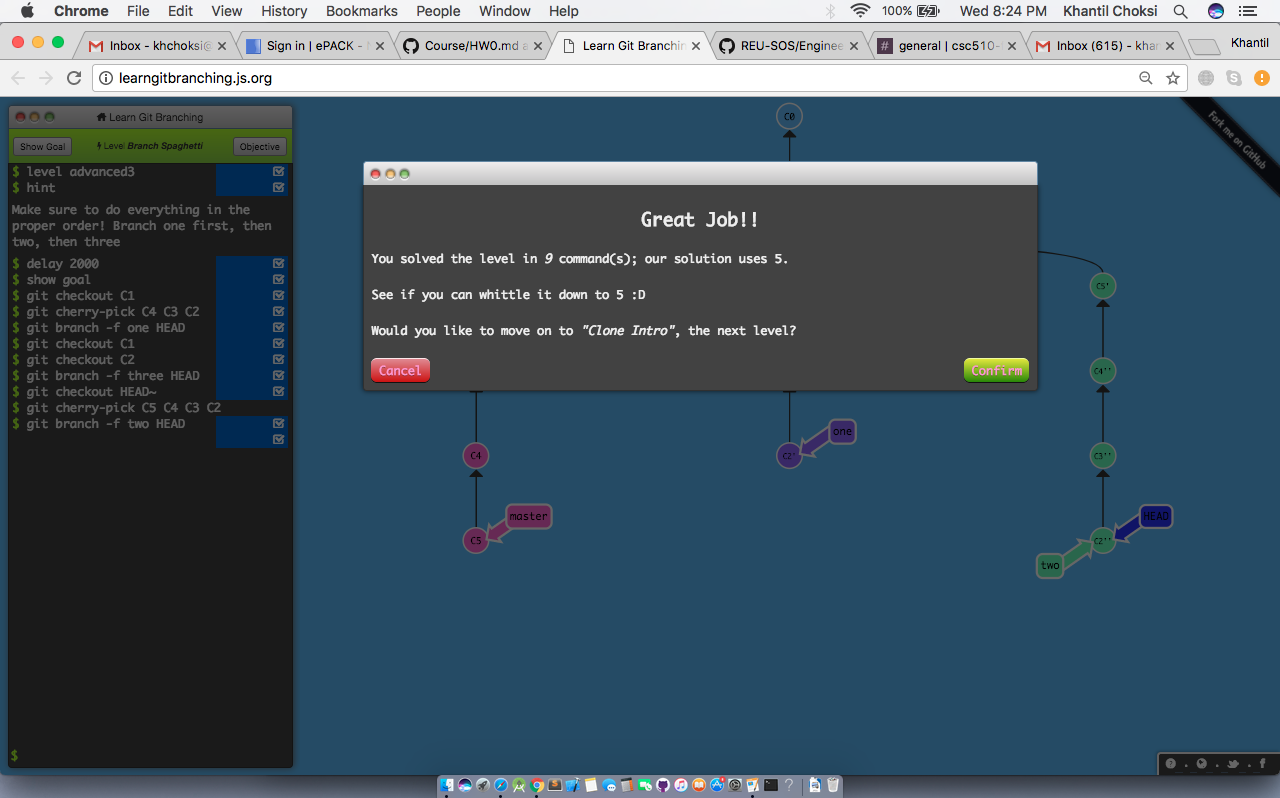 Chrome File Edit View History Bookmarks People Window Help 100% Wed 8:24 PM Khantil Choksi
Inbox - khchoksi@ Sign in | ePACK - Course/HW0.md a Learn Git Branchin REU-SOS/Enginee general | csc510- Inbox (615) - khan Khantil
learngitbranching.js.org
Learn Git Branching
Show Goal Level Branch Spaghetti Objective
$ level advanced3
$ hint
Make sure to do everything in the
proper order! Branch one first, then
two, then three
$ delay 2000
$ show goal
$ git checkout C1
$ git cherry-pick C4 C3 C2
$ git branch -f one HEAD
$ git checkout C1
$ git checkout C2
$ git branch -f three HEAD
$ git checkout HEAD~
$ git cherry-pick C5 C4 C3 C2
$ git branch -f two HEAD
$
C0
Fork me on GitHub
Great Job!!
You solved the level in 9 command(s); our solution uses 5.
See if you can whittle it down to 5 :D
Would you like to move on to "Clone Intro", the next level?
Cancel Confirm
C5'
C4''
one
C4 C2' C3''
master HEAD
C5 C2''
two